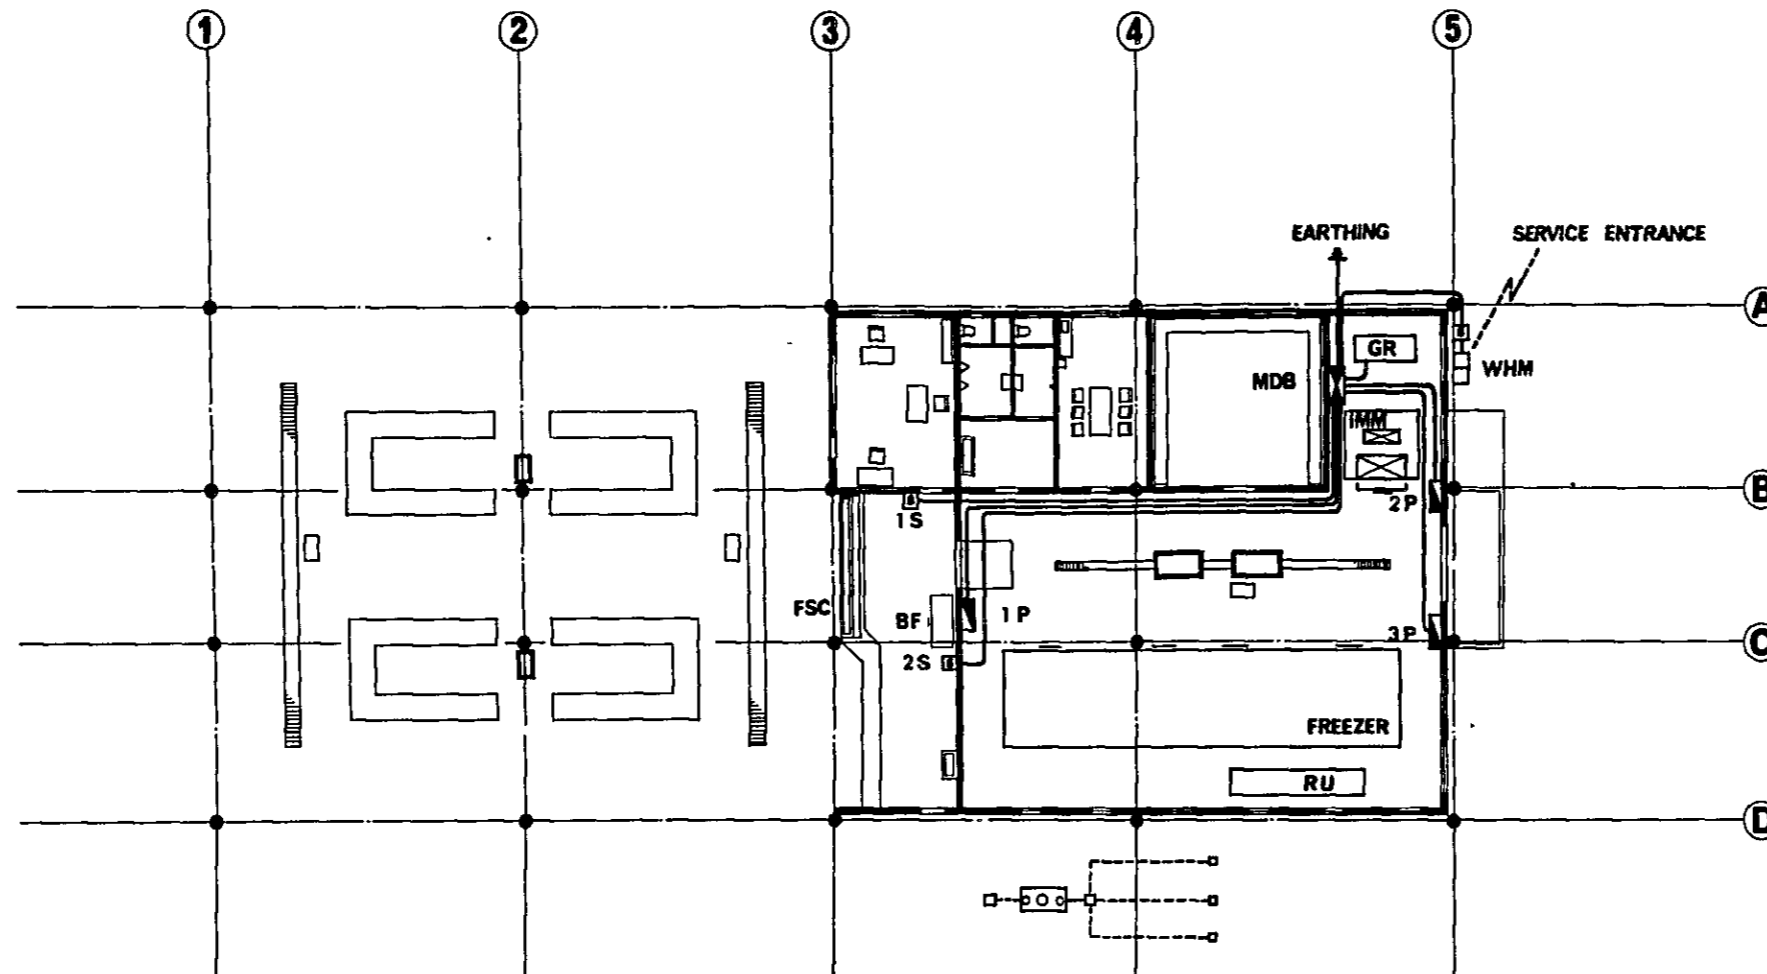 1 2 3 4 5
EARTHING SERVICE ENTRANCE
A
GR
MDB WHM
IMM
B
2P
1S
FSC 1P
BF
3P C
2S
FREEZER
RU
D